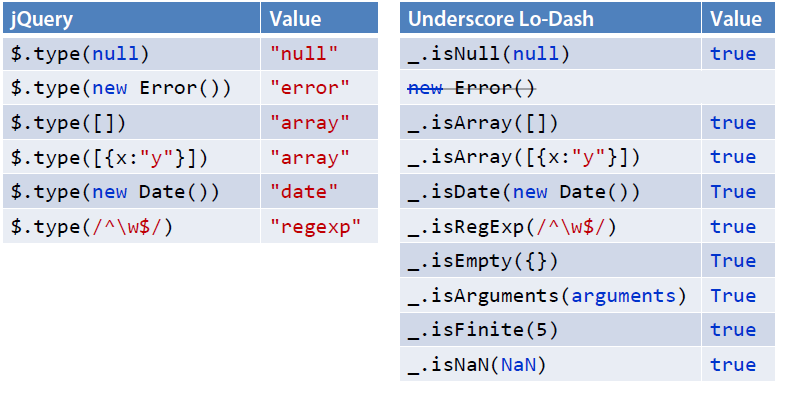 jQuery Value
$.type(null) "null"
$.type(new Error()) "error"
$.type([]) "array"
$.type([{x:"y"}]) "array"
$.type(new Date()) "date"
$.type(/^\w$/) "regexp"
Underscore Lo-Dash Value
_.isNull(null) true
new Error()
_.isArray([]) true
_.isArray([{x:"y"}]) true
_.isDate(new Date()) True
_.isRegExp(/^\w$/) true
_.isEmpty({}) True
_.isArguments(arguments) True
_.isFinite(5) true
_.isNaN(NaN) true